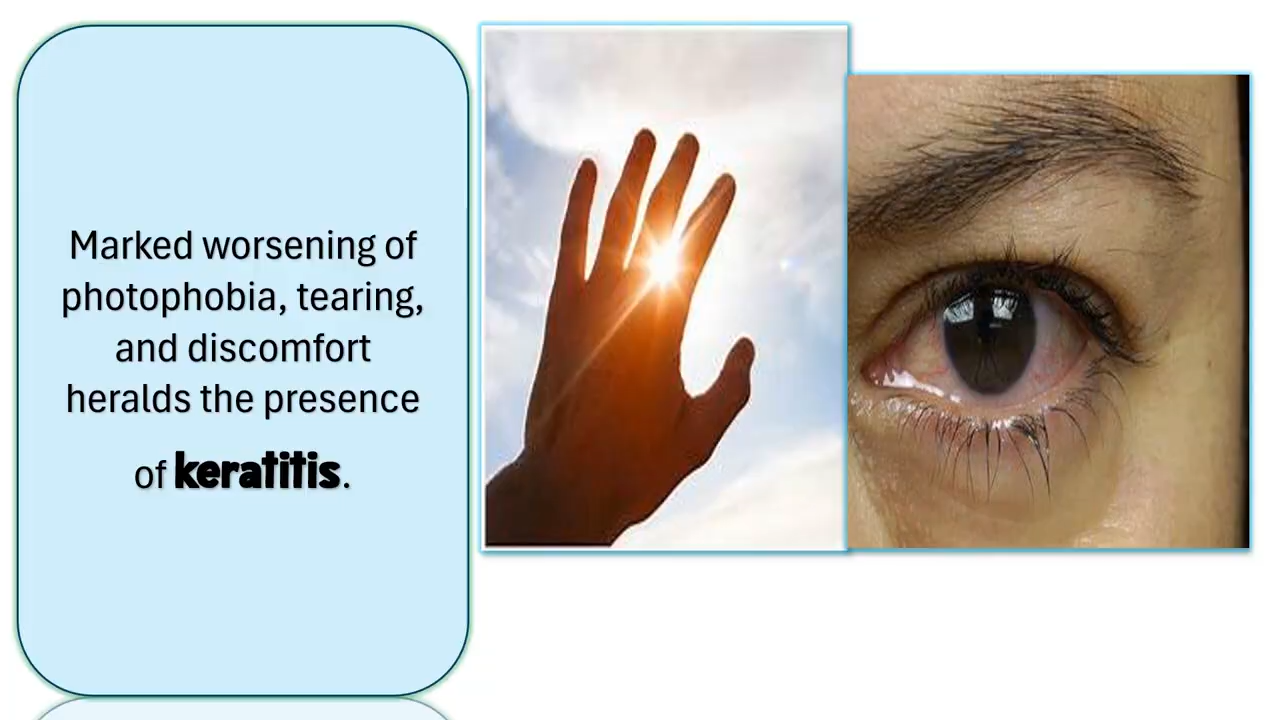 Marked worsening of
photophobia, tearing,
and discomfort
heralds the presence
of keratitis.